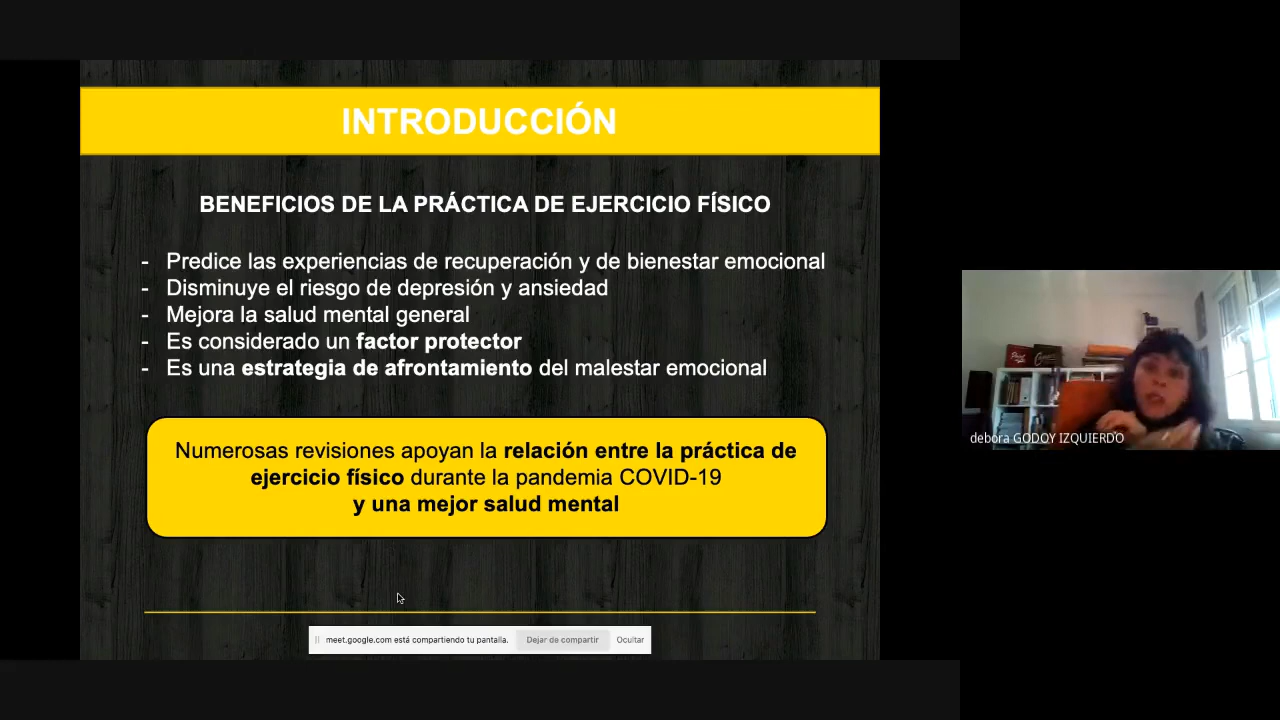 INTRODUCCIÓN
BENEFICIOS DE LA PRÁCTICA DE EJERCICIO FÍSICO
- Predice las experiencias de recuperación y de bienestar emocional
- Disminuye el riesgo de depresión y ansiedad
- Mejora la salud mental general
- Es considerado un factor protector
- Es una estrategia de afrontamiento del malestar emocional
Numerosas revisiones apoyan la relación entre la práctica de
ejercicio físico durante la pandemia COVID-19
y una mejor salud mental
meet.google.com está compartiendo tu pantalla. Dejar de compartir Ocultar
debora GODOY IZQUIERDO